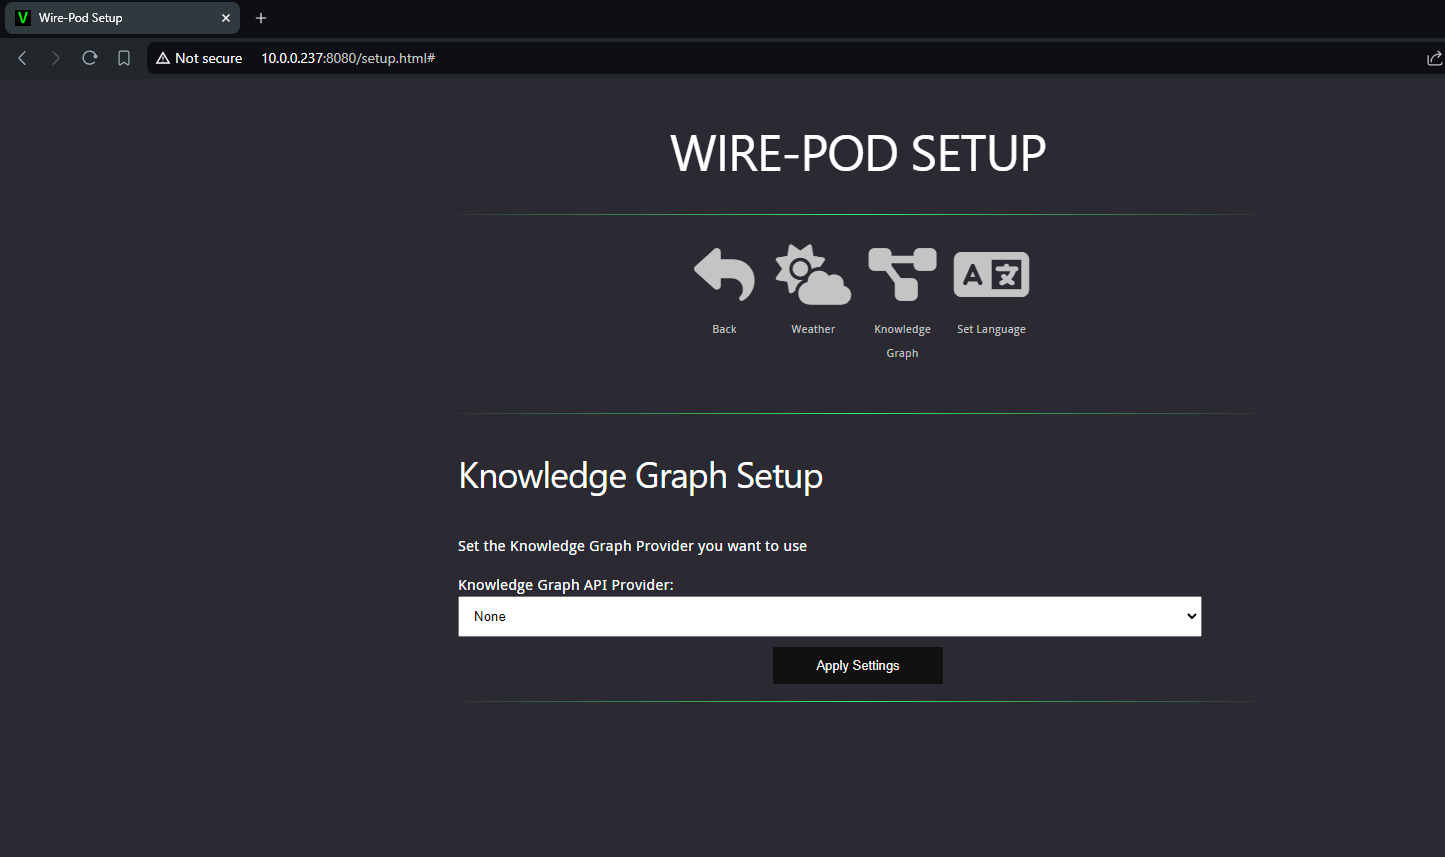 V Wire-Pod Setup
Not secure 10.0.0.237:8080/setup.html#
WIRE-POD SETUP
A 文
Back Weather Knowledge Graph Set Language
Knowledge Graph Setup
Set the Knowledge Graph Provider you want to use
Knowledge Graph API Provider:
None
Apply Settings